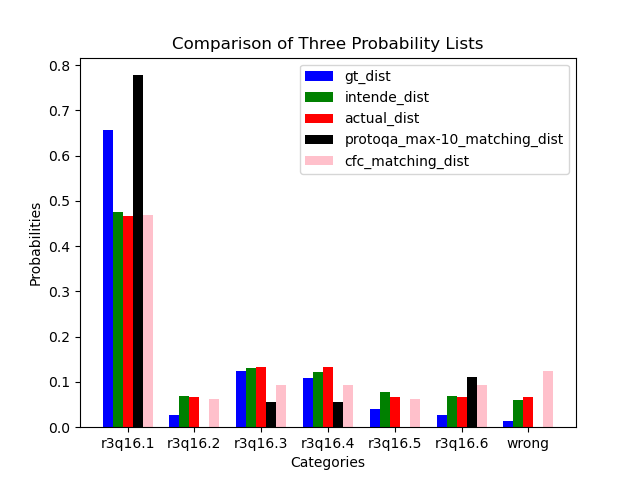 Comparison of Three Probability Lists
gt_dist
intende_dist
actual_dist
protoqa_max-10_matching_dist
cfc_matching_dist
Probabilities
0.8
0.7
0.6
0.5
0.4
0.3
0.2
0.1
0.0
r3q16.1 r3q16.2 r3q16.3 r3q16.4 r3q16.5 r3q16.6 wrong
Categories